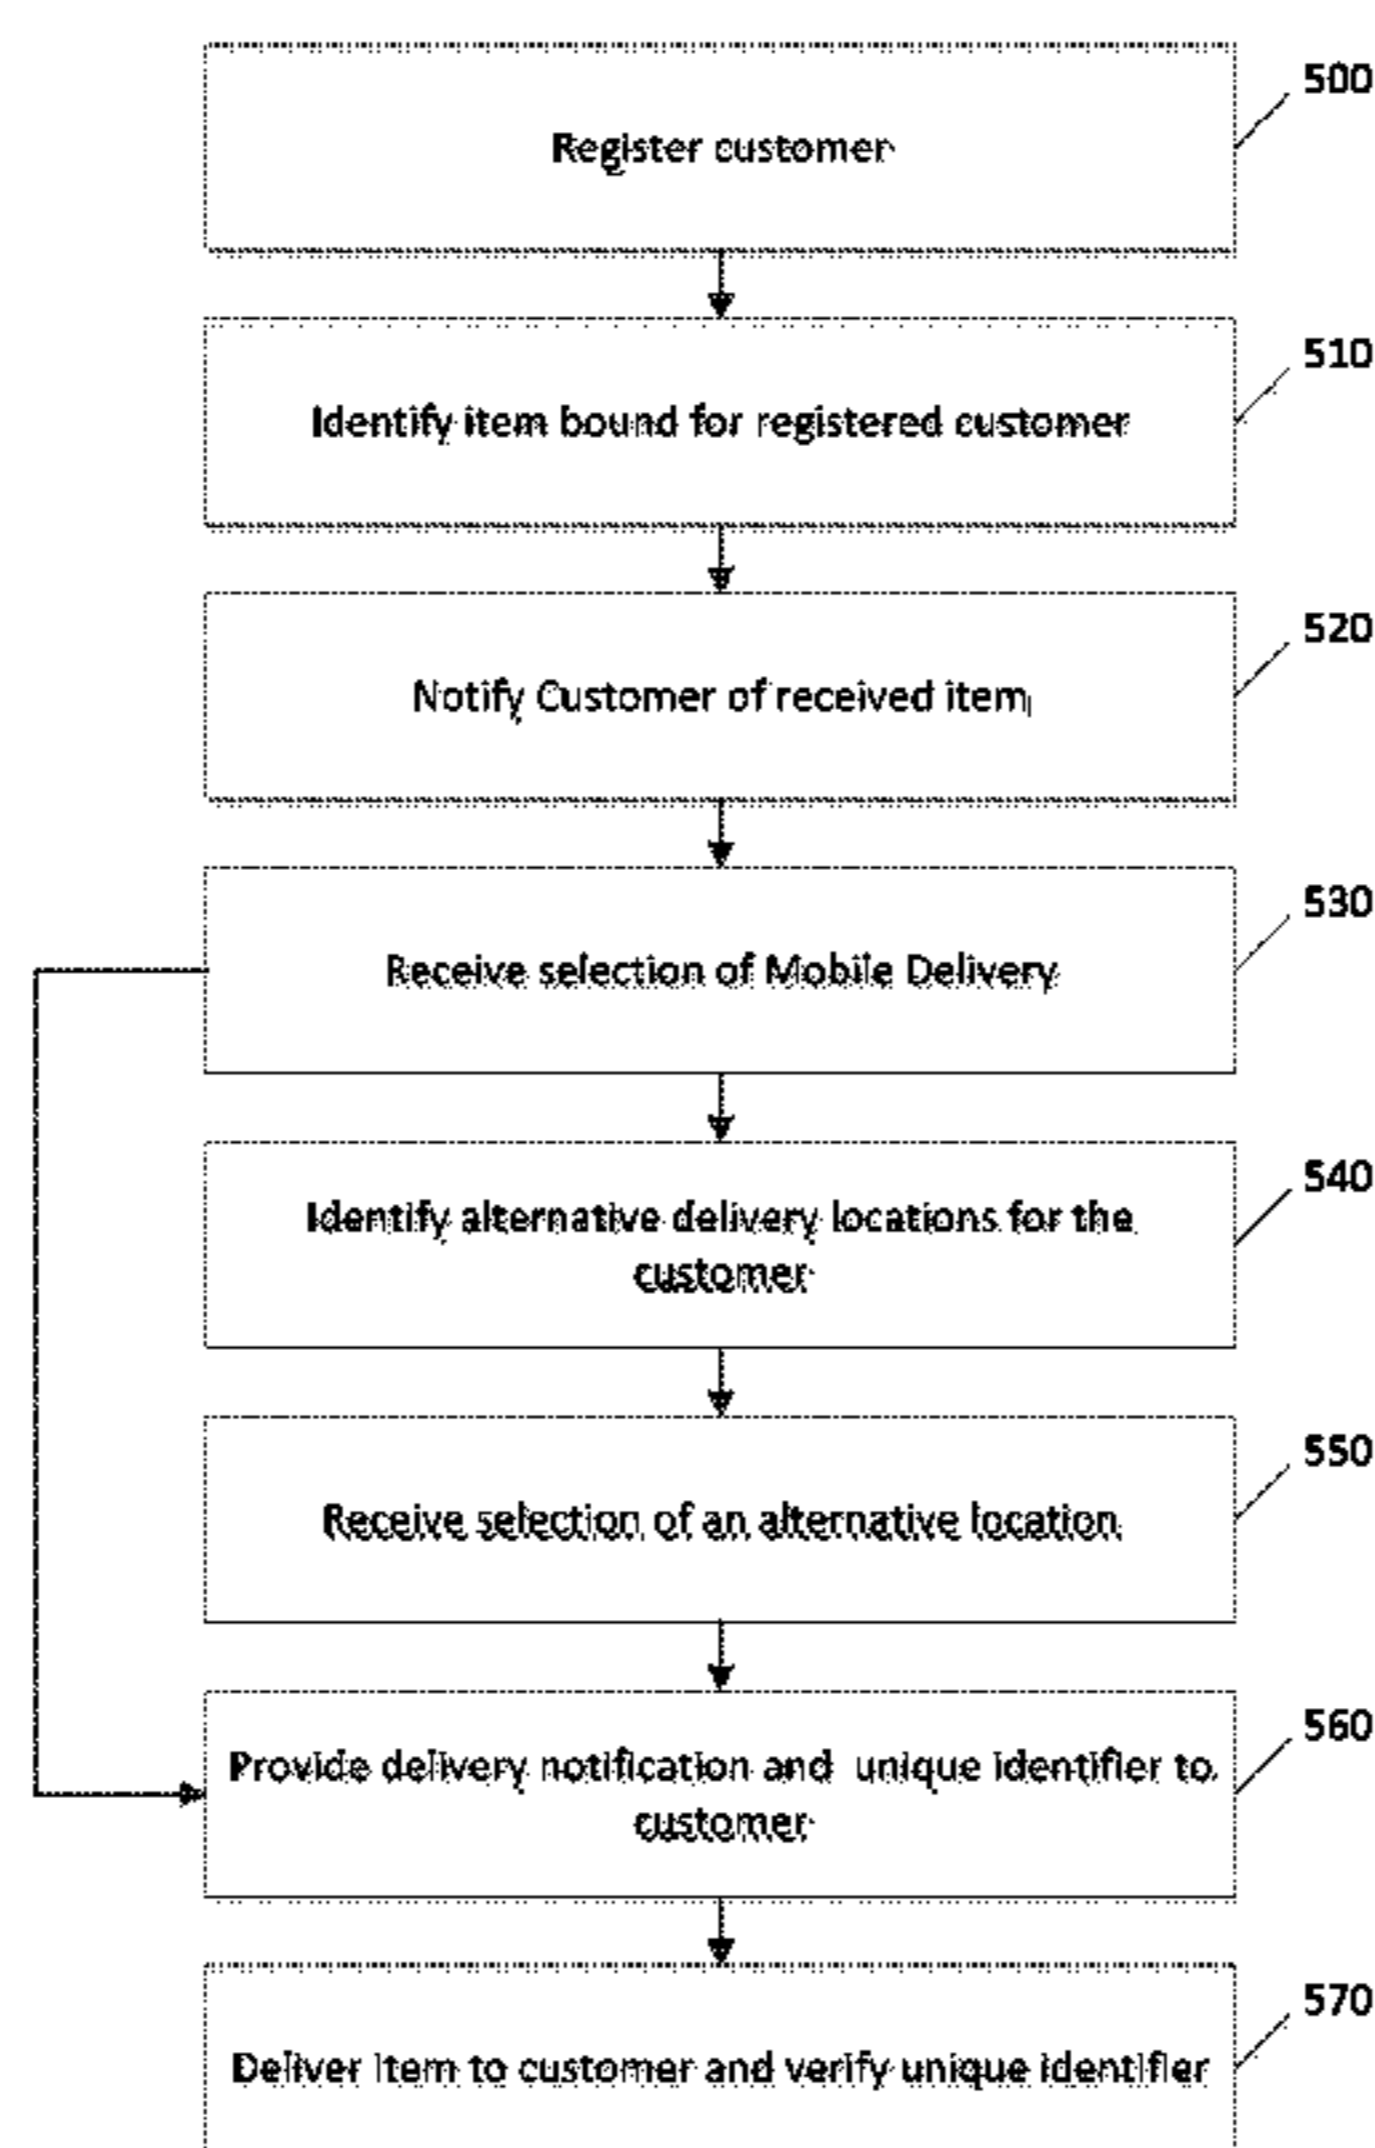 500
Register customer
510
Identify item bound for registered customer
520
Notify Customer of received item
530
Receive selection of Mobile Delivery
540
Identify alternative delivery locations for the
customer
550
Receive selection of an alternative location
560
Provide delivery notification and unique identifier to
customer
570
Deliver item to customer and verify unique identifier